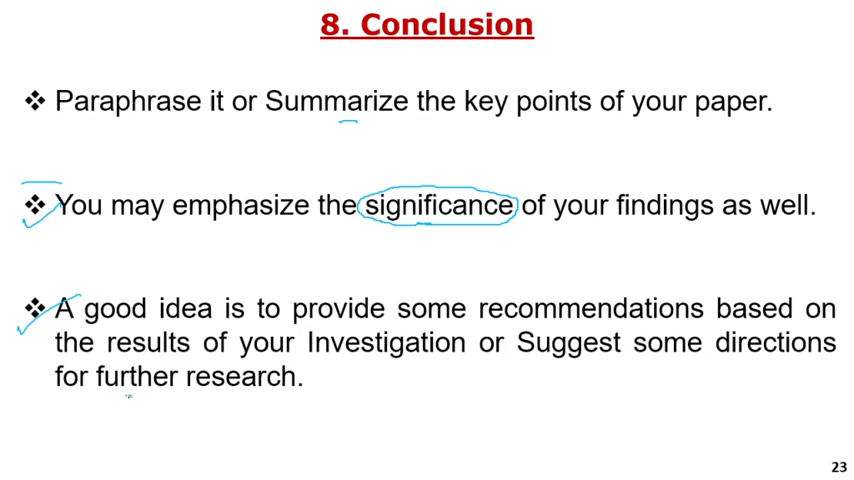 8. Conclusion
❖ Paraphrase it or Summarize the key points of your paper.
❖ You may emphasize the significance of your findings as well.
❖ A good idea is to provide some recommendations based on
the results of your Investigation or Suggest some directions
for further research.
23